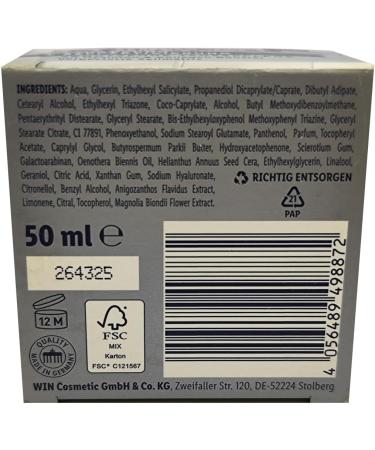 INGREDIENTS: Aqua, Glycerin, Ethylhexyl Salicylate, Propanediol Dicaprylate/Caprate, Dibutyl Adipate,
Cetearyl Alcohol, Ethylhexyl Triazone, Coco-Caprylate, Alcohol, Butyl Methoxydibenzoylmethane,
Pentaerythrityl Distearate, Glyceryl Stearate, Bis-Ethylhexyloxyphenol Methoxyphenyl Triazine, Glyceryl
Stearate Citrate, CI 77891, Phenoxyethanol, Sodium Stearoyl Glutamate, Panthenol, Parfum, Tocopheryl
Acetate, Caprylyl Glycol, Butyrospermum Parkii Butter, Hydroxyacetophenone, Sclerotium Gum,
Galactoarabinan, Oenothera Biennis Oil, Helianthus Annuus Seed Cera, Ethylhexylglycerin, Linalool,
Geraniol, Citric Acid, Xanthan Gum, Sodium Hyaluronate,
Citronellol, Benzyl Alcohol, Anigozanthos Flavidus Extract,
Limonene, Citral, Tocopherol, Magnolia Biondii Flower Extract.
RICHTIG ENTSORGEN
21
PAP
50 ml e
264325
12 M
FSC
MIX
Karton
FSC® C121567
QUALITY
MADE IN GERMANY
4 056489 498872
WIN Cosmetic GmbH & Co. KG, Zweifaller Str. 120, DE-52224 Stolberg